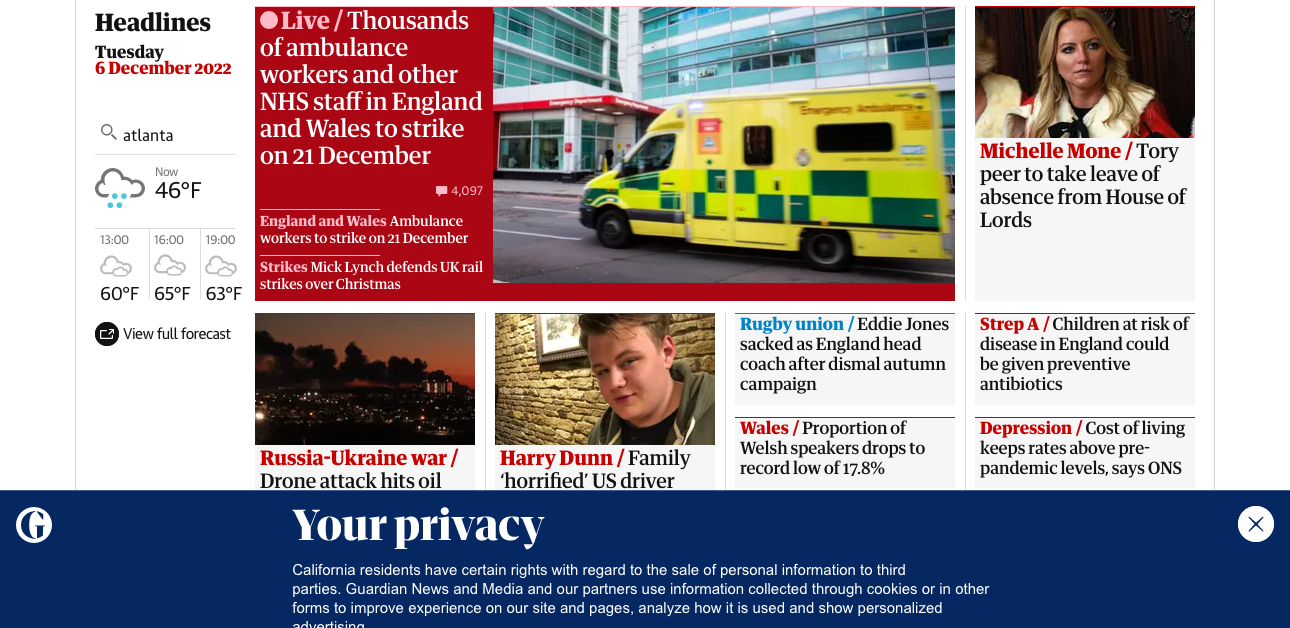 Headlines
Tuesday
6 December 2022
atlanta
Now
46°F
13:00
16:00
19:00
60°F
65°F
63°F
View full forecast
Live / Thousands
of ambulance
workers and other
NHS staff in England
and Wales to strike
on 21 December
4,097
England and Wales Ambulance
workers to strike on 21 December
Strikes Mick Lynch defends UK rail
strikes over Christmas
Emergency Department
Emergency Ambulance
Michelle Mone / Tory
peer to take leave of
absence from House of
Lords
Russia-Ukraine war /
Drone attack hits oil
Harry Dunn / Family
‘horrified’ US driver
Rugby union / Eddie Jones
sacked as England head
coach after dismal autumn
campaign
Wales / Proportion of
Welsh speakers drops to
record low of 17.8%
Strep A / Children at risk of
disease in England could
be given preventive
antibiotics
Depression / Cost of living
keeps rates above pre-
pandemic levels, says ONS
G
Your privacy
California residents have certain rights with regard to the sale of personal information to third
parties. Guardian News and Media and our partners use information collected through cookies or in other
forms to improve experience on our site and pages, analyze how it is used and show personalized
advertising